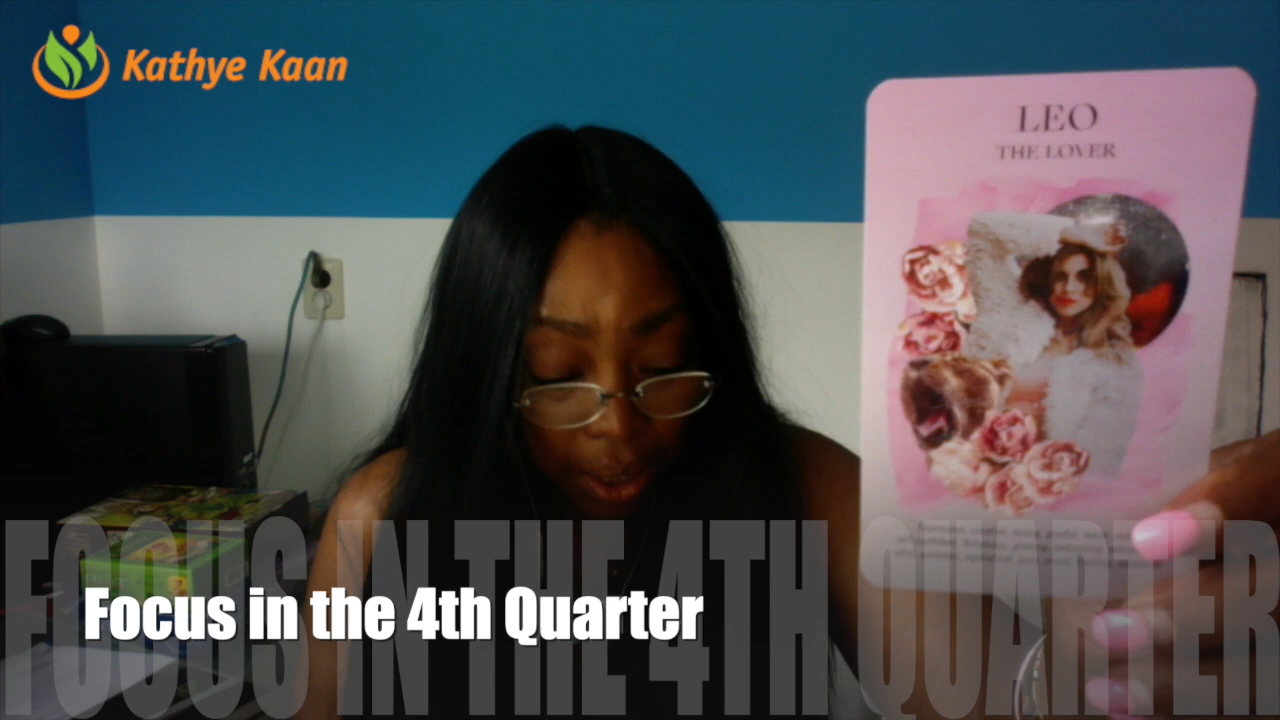 Kathye Kaan
LEO
THE LOVER
FOCUS IN THE 4TH QUARTER
Focus in the 4th Quarter